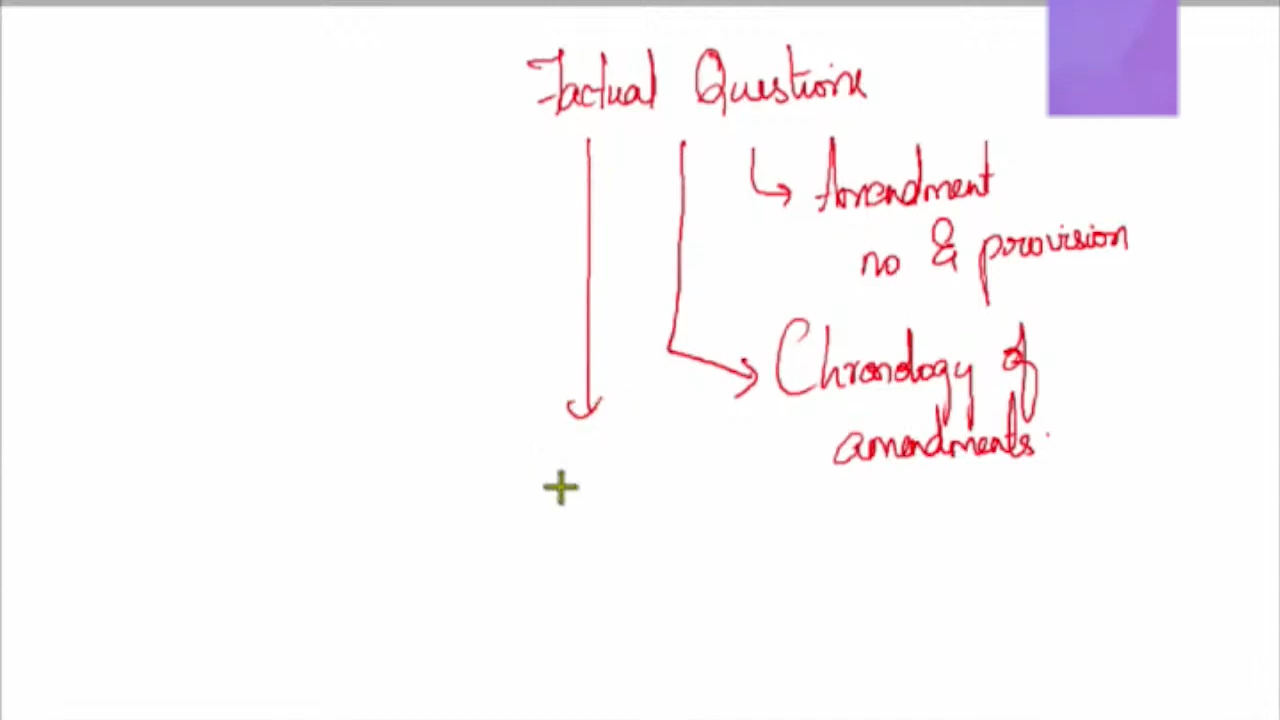 Factual Questions
Amendment
no & provision
Chronology of
amendments.